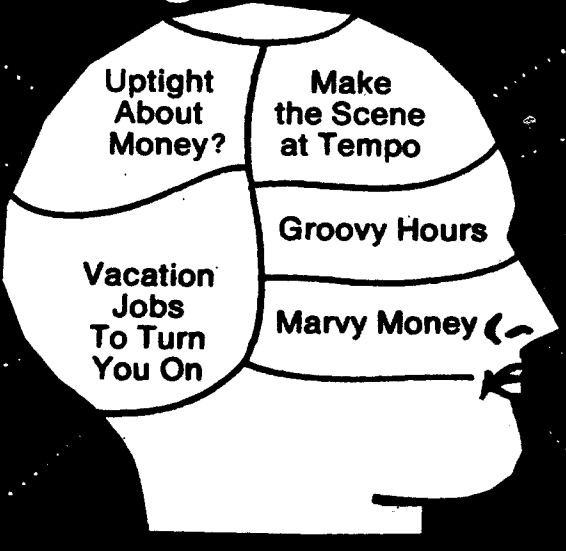 Uptight
About
Money?
Make
the Scene
at Tempo
Groovy Hours
Vacation
Jobs
To Turn
You On
Marvy Money